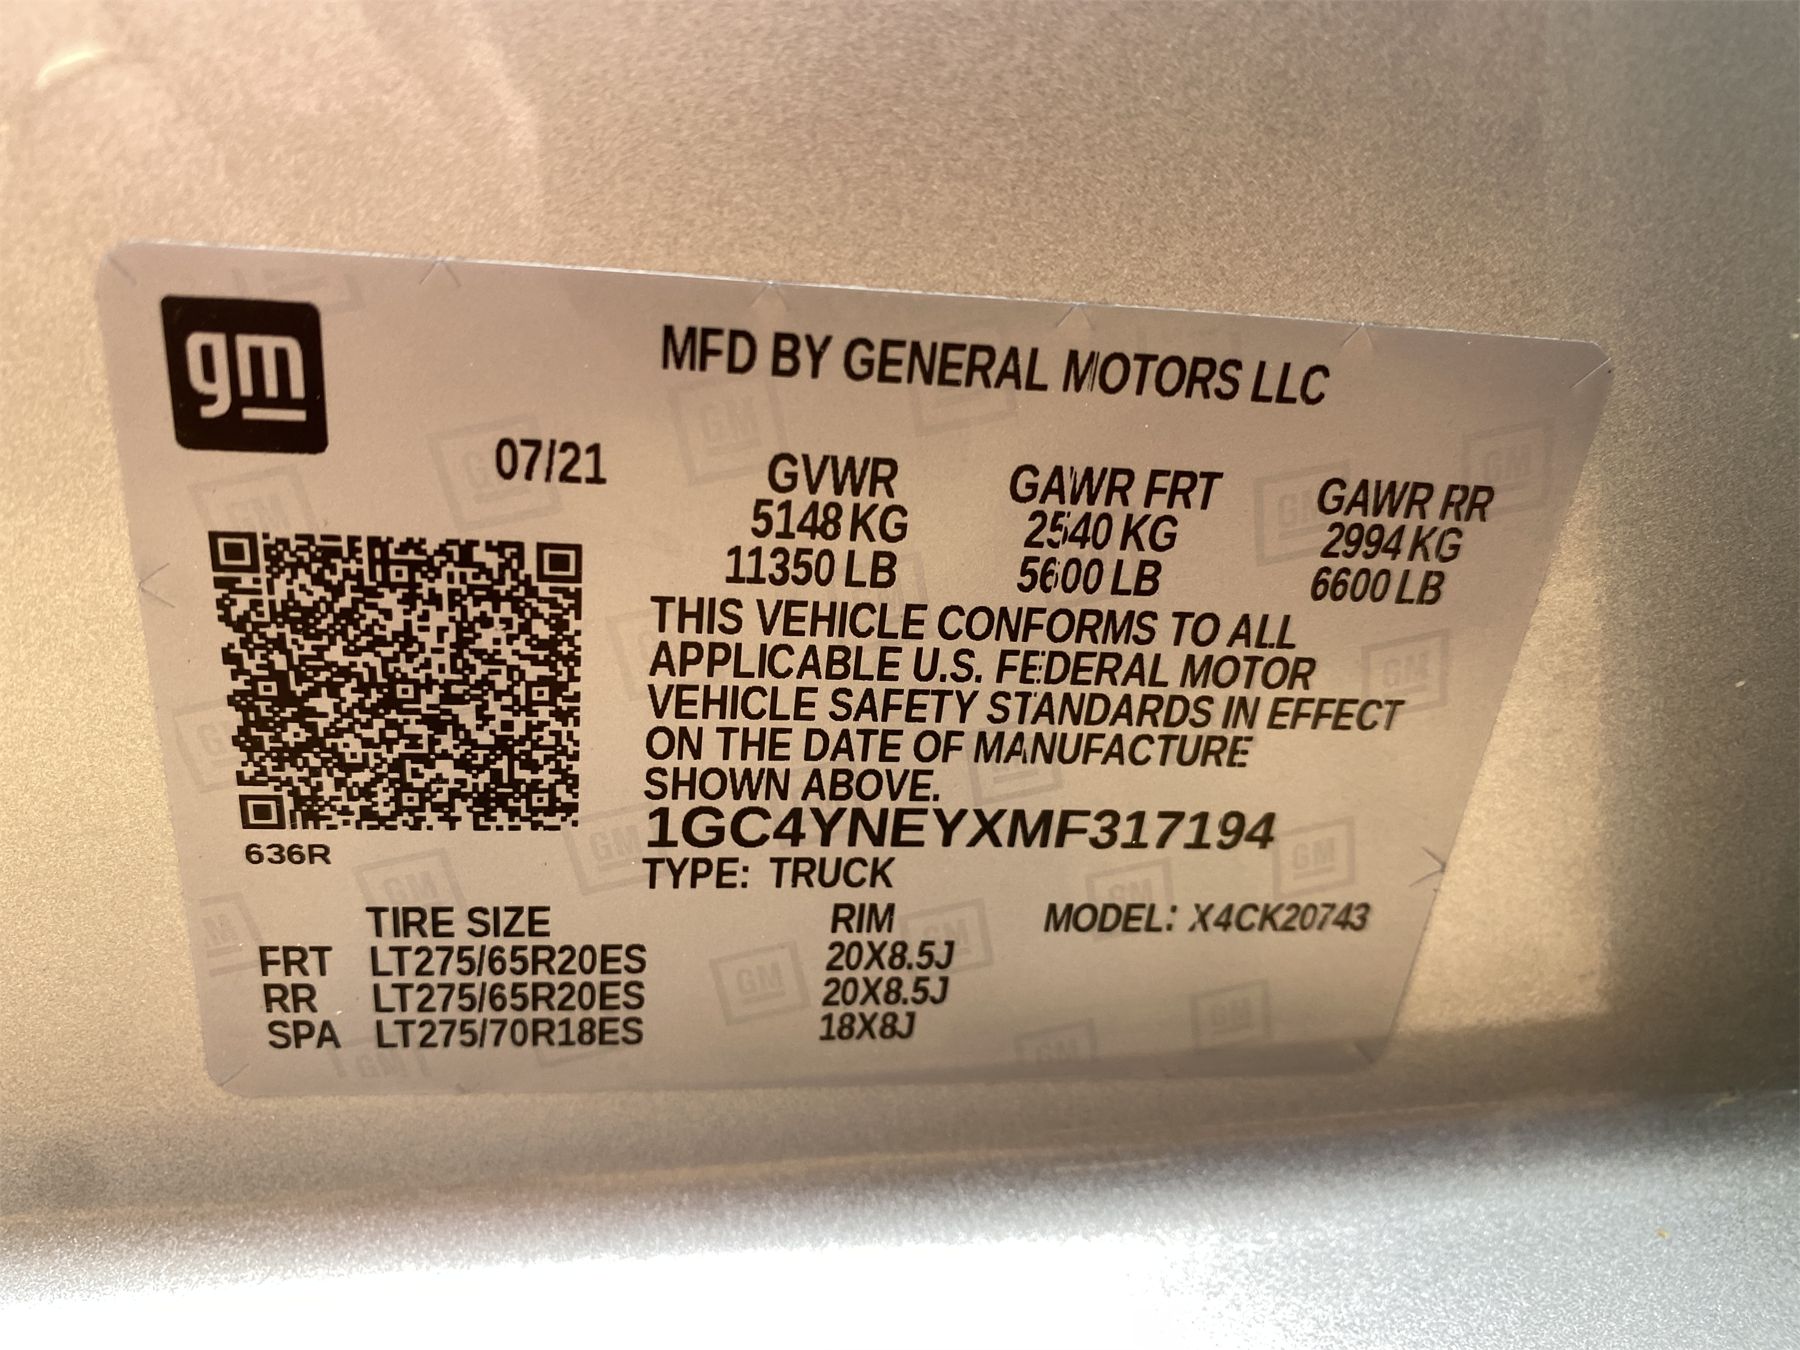 gm
MFD BY GENERAL MOTORS LLC
07/21
GVWR GAWR FRT GAWR RR
5148 KG 2540 KG 2994 KG
11350 LB 5600 LB 6600 LB
THIS VEHICLE CONFORMS TO ALL
APPLICABLE U.S. FEDERAL MOTOR
VEHICLE SAFETY STANDARDS IN EFFECT
ON THE DATE OF MANUFACTURE
SHOWN ABOVE.
1GC4YNEYXMF317194
636R
TYPE: TRUCK
TIRE SIZE RIM MODEL: X4CK20743
FRT LT275/65R20ES 20X8.5J
RR LT275/65R20ES 20X8.5J
SPA LT275/70R18ES 18X8J